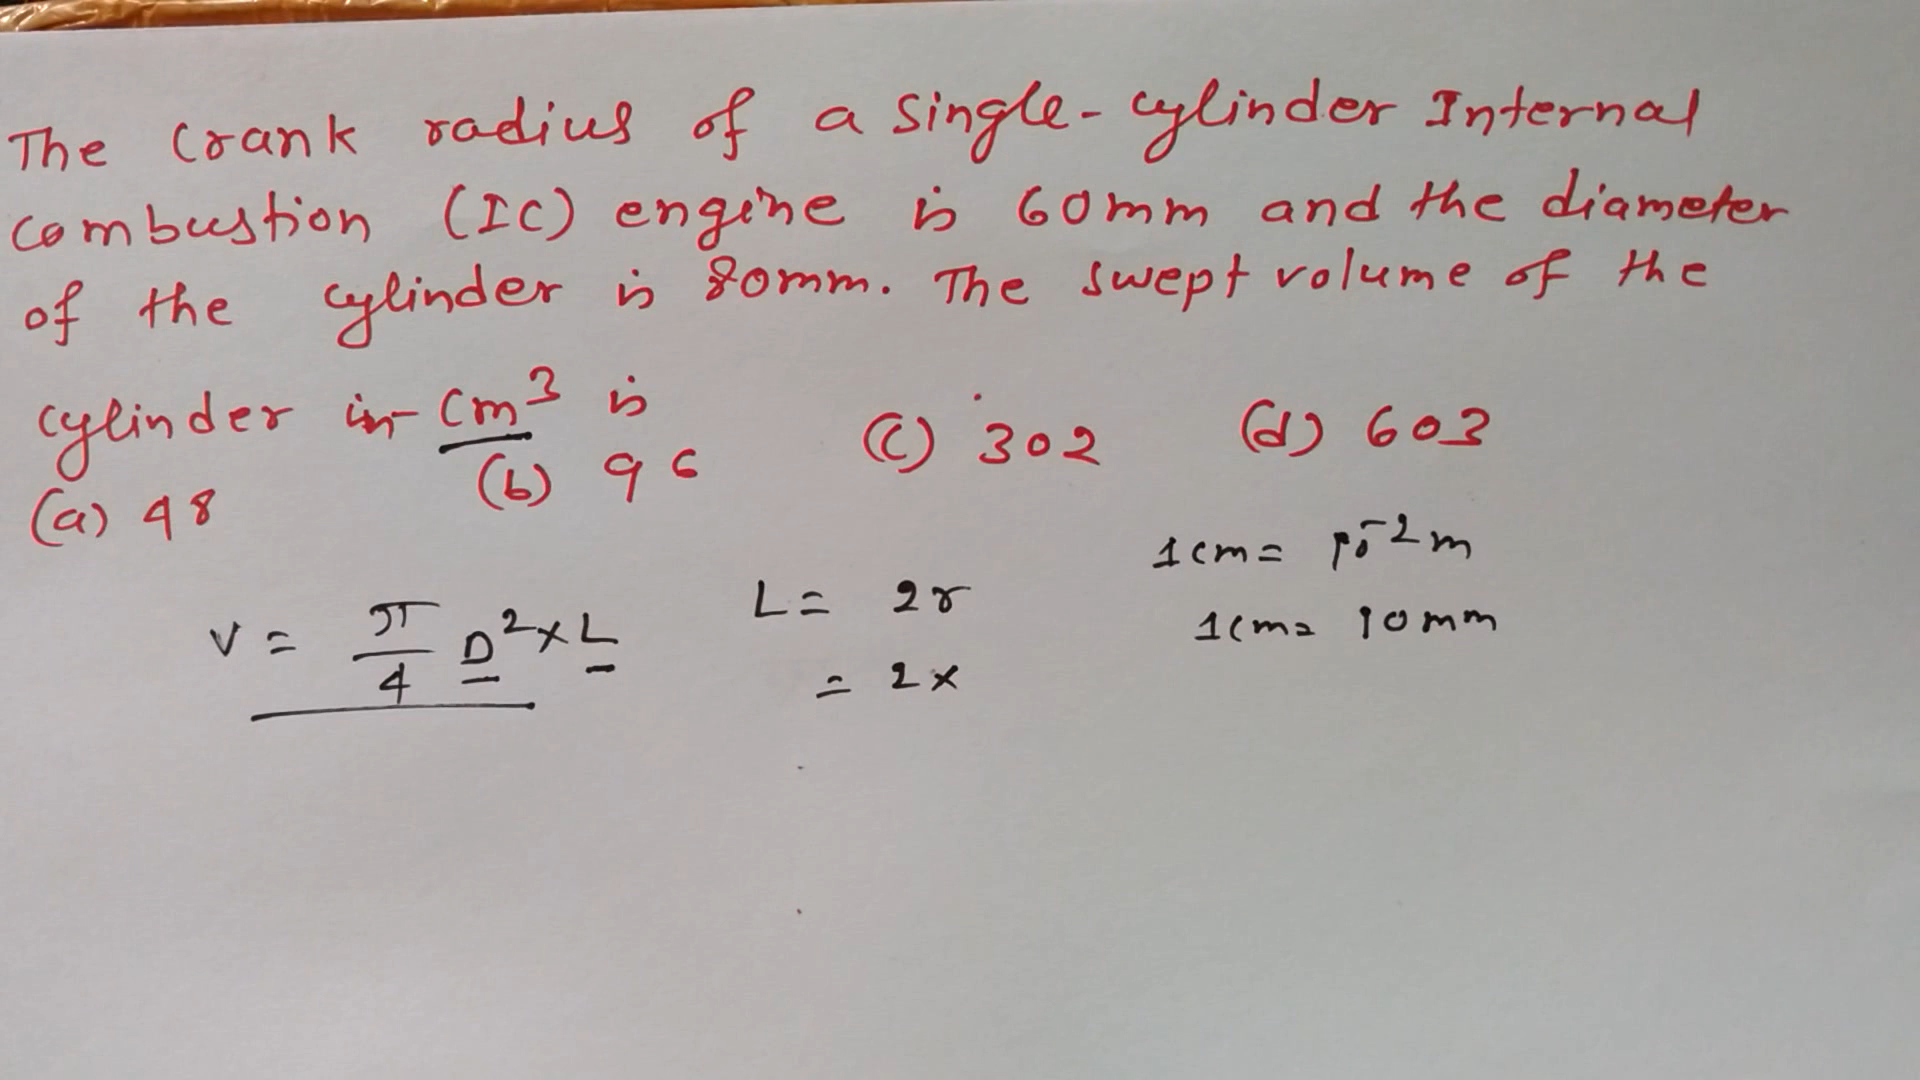 The crank radius of a single-cylinder Internal
combustion (IC) engine is 60mm and the diameter
of the cylinder is 80mm. The swept volume of the
cylinder in cm³ is
(a) 48 (b) 96 (c) 302 (d) 603
V = π/4 D² × L
L = 2r
= 2 ×
1cm = 10⁻² m
1cm = 10mm